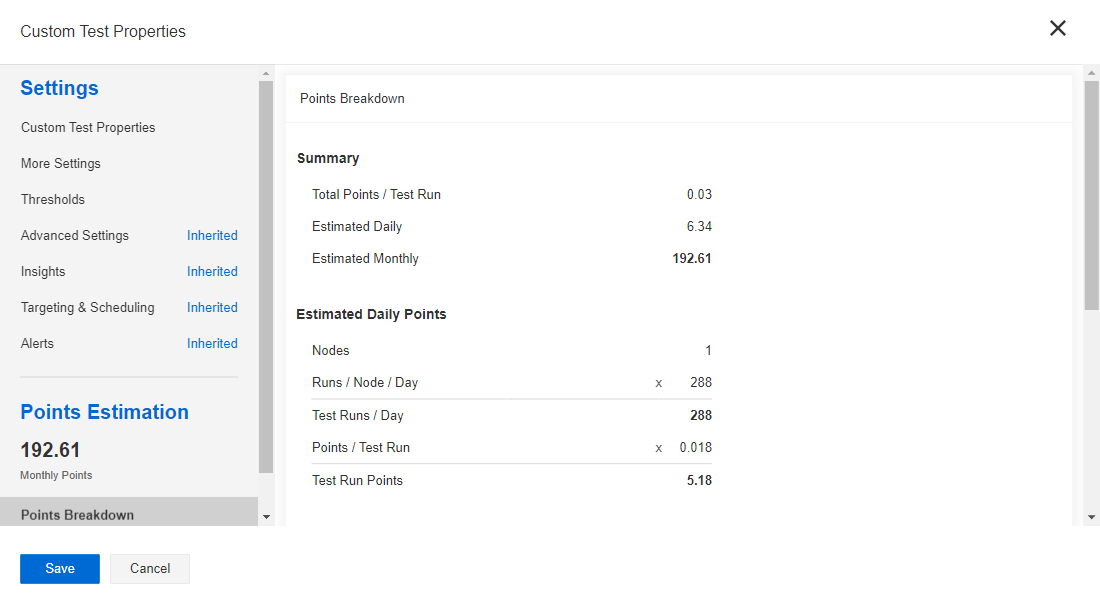 Custom Test Properties
Settings
Custom Test Properties
More Settings
Thresholds
Advanced Settings Inherited
Insights Inherited
Targeting & Scheduling Inherited
Alerts Inherited
Points Estimation
192.61
Monthly Points
Points Breakdown
Points Breakdown
Summary
Total Points / Test Run 0.03
Estimated Daily 6.34
Estimated Monthly 192.61
Estimated Daily Points
Nodes 1
Runs / Node / Day x 288
Test Runs / Day 288
Points / Test Run x 0.018
Test Run Points 5.18
Save Cancel